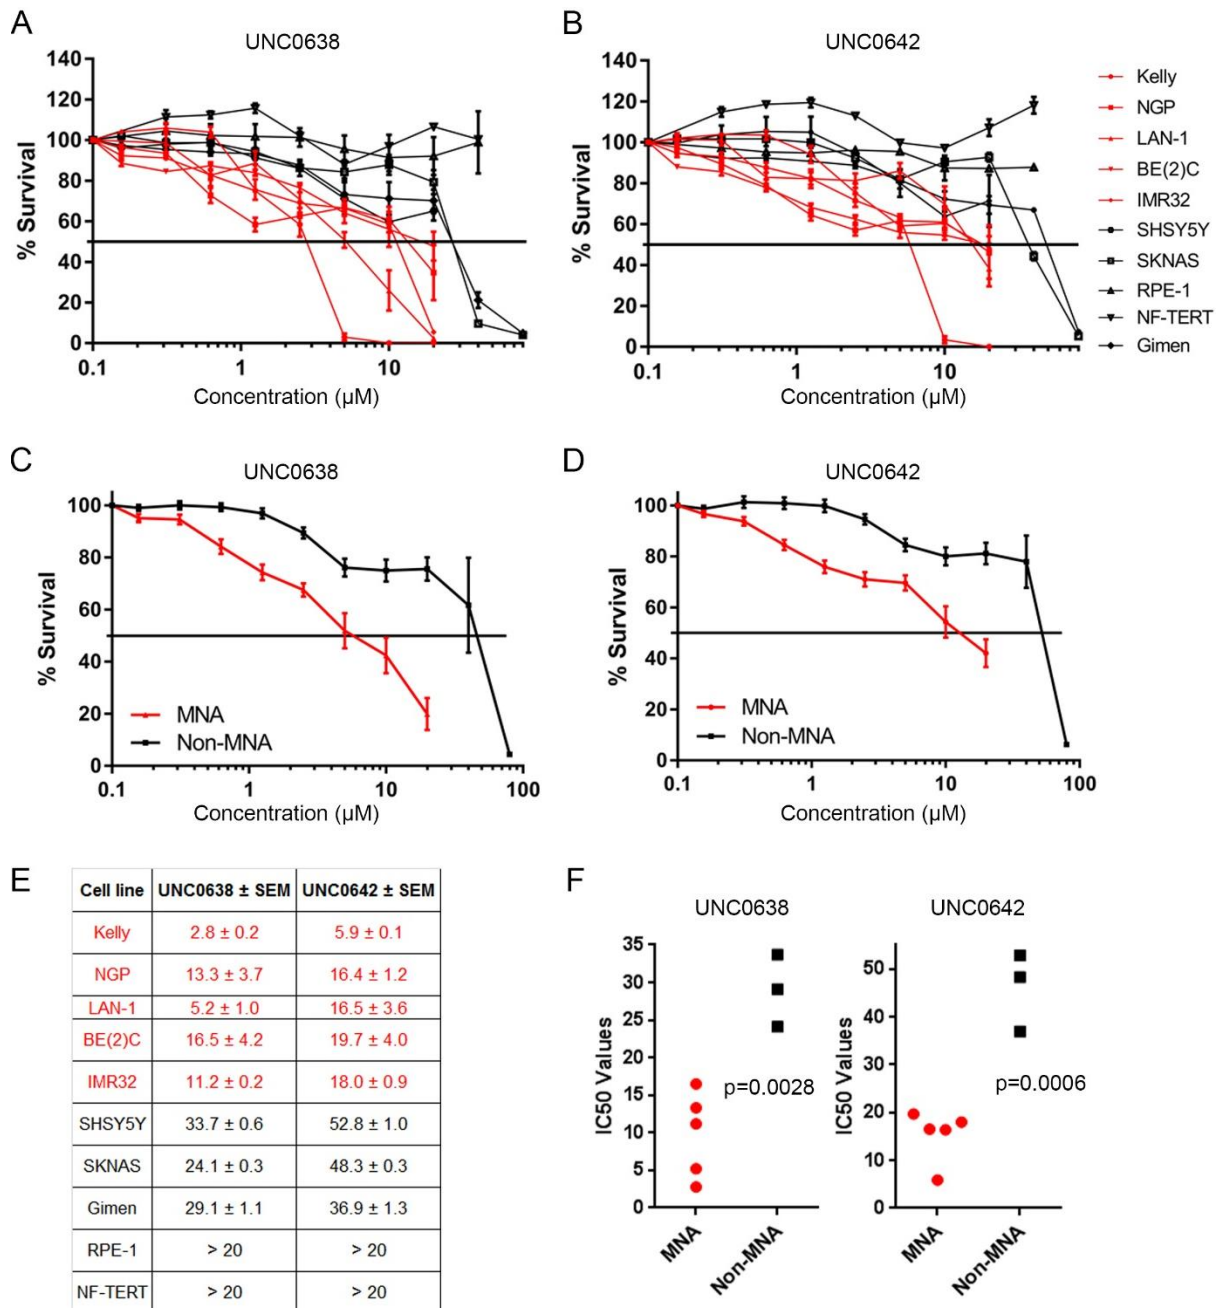 A
UNC0638
140
120
100
80
60
40
20
0
% Survival
0.1
1
10
Concentration (µM)
B
UNC0642
140
120
100
80
60
40
20
0
% Survival
0.1
1
10
Concentration (µM)
Kelly
NGP
LAN-1
BE(2)C
IMR32
SHSY5Y
SKNAS
RPE-1
NF-TERT
Gimen
C
UNC0638
100
80
60
40
20
0
% Survival
MNA
Non-MNA
0.1
1
10
100
Concentration (µM)
D
UNC0642
100
80
60
40
20
0
% Survival
MNA
Non-MNA
0.1
1
10
100
Concentration (µM)
E
Cell line UNC0638 ± SEM UNC0642 ± SEM
Kelly 2.8 ± 0.2 5.9 ± 0.1
NGP 13.3 ± 3.7 16.4 ± 1.2
LAN-1 5.2 ± 1.0 16.5 ± 3.6
BE(2)C 16.5 ± 4.2 19.7 ± 4.0
IMR32 11.2 ± 0.2 18.0 ± 0.9
SHSY5Y 33.7 ± 0.6 52.8 ± 1.0
SKNAS 24.1 ± 0.3 48.3 ± 0.3
Gimen 29.1 ± 1.1 36.9 ± 1.3
RPE-1 > 20 > 20
NF-TERT > 20 > 20
F
UNC0638
35
30
25
20
15
10
5
0
IC50 Values
p=0.0028
MNA
Non-MNA
UNC0642
50
40
30
20
10
0
IC50 Values
p=0.0006
MNA
Non-MNA